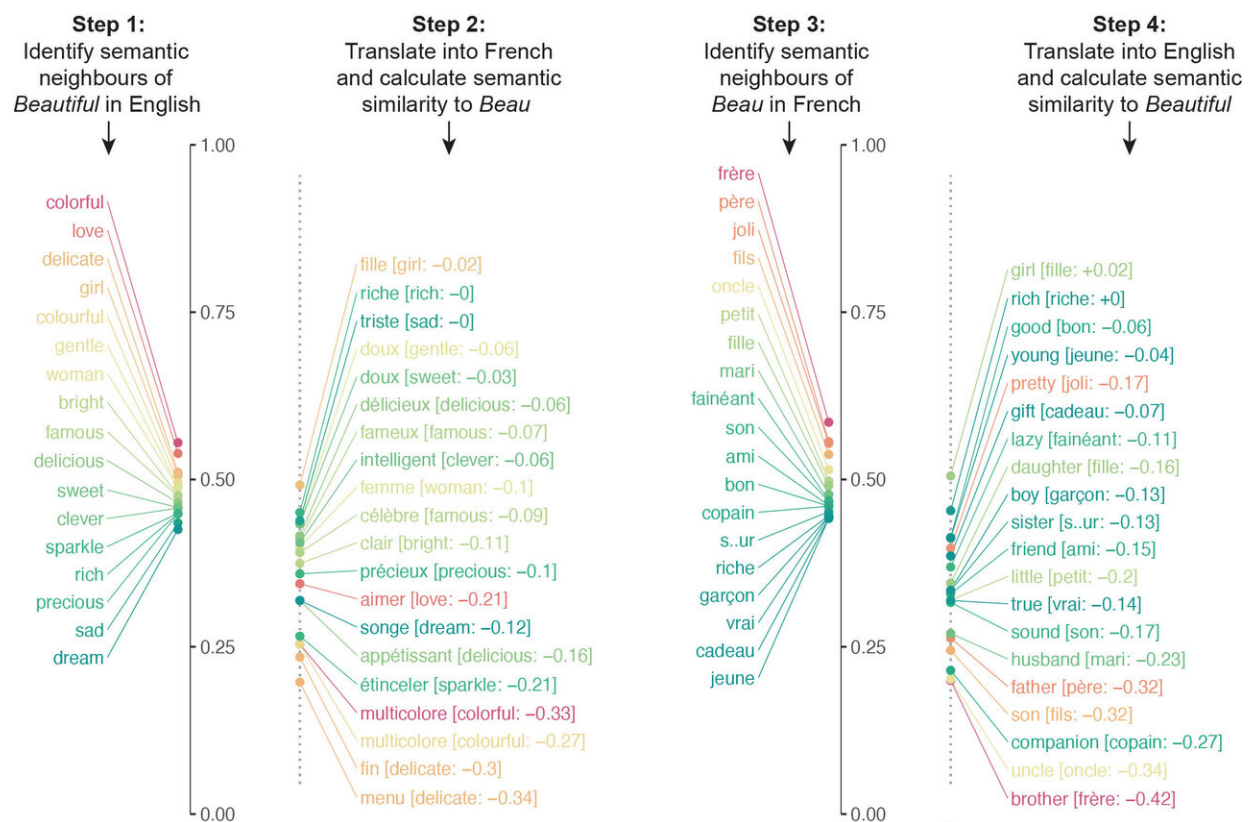 Step 1:
Identify semantic
neighbours of
Beautiful in English
Step 2:
Translate into French
and calculate semantic
similarity to Beau
Step 3:
Identify semantic
neighbours of
Beau in French
Step 4:
Translate into English
and calculate semantic
similarity to Beautiful
colorful
love
delicate
girl
colourful
gentle
woman
bright
famous
delicious
sweet
clever
sparkle
rich
precious
sad
dream
1.00
0.75
0.50
0.25
0.00
fille [girl: −0.02]
riche [rich: −0]
triste [sad: −0]
doux [gentle: −0.06]
doux [sweet: −0.03]
délicieux [delicious: −0.06]
fameux [famous: −0.07]
intelligent [clever: −0.06]
femme [woman: −0.1]
célèbre [famous: −0.09]
clair [bright: −0.11]
précieux [precious: −0.1]
aimer [love: −0.21]
songe [dream: −0.12]
appétissant [delicious: −0.16]
étinceler [sparkle: −0.21]
multicolore [colorful: −0.33]
multicolore [colourful: −0.27]
fin [delicate: −0.3]
menu [delicate: −0.34]
frère
père
joli
fils
oncle
petit
fille
mari
fainéant
son
ami
bon
copain
s..ur
riche
garçon
vrai
cadeau
jeune
1.00
0.75
0.50
0.25
0.00
girl [fille: +0.02]
rich [riche: +0]
good [bon: −0.06]
young [jeune: −0.04]
pretty [joli: −0.17]
gift [cadeau: −0.07]
lazy [fainéant: −0.11]
daughter [fille: −0.16]
boy [garçon: −0.13]
sister [s..ur: −0.13]
friend [ami: −0.15]
little [petit: −0.2]
true [vrai: −0.14]
sound [son: −0.17]
husband [mari: −0.23]
father [père: −0.32]
son [fils: −0.32]
companion [copain: −0.27]
uncle [oncle: −0.34]
brother [frère: −0.42]